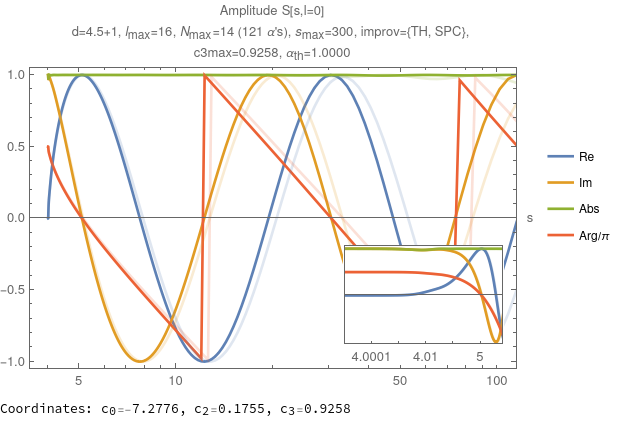 Amplitude S[s,l=0]
d=4.5+1, lmax=16, Nmax=14 (121 α's), smax=300, improv={TH, SPC},
c3max=0.9258, αth=1.0000
1.0
0.5
0.0
-0.5
-1.0
5
10
50
100
s
4.0001
4.01
5
Re
Im
Abs
Arg/π
Coordinates: c0=-7.2776, c2=0.1755, c3=0.9258